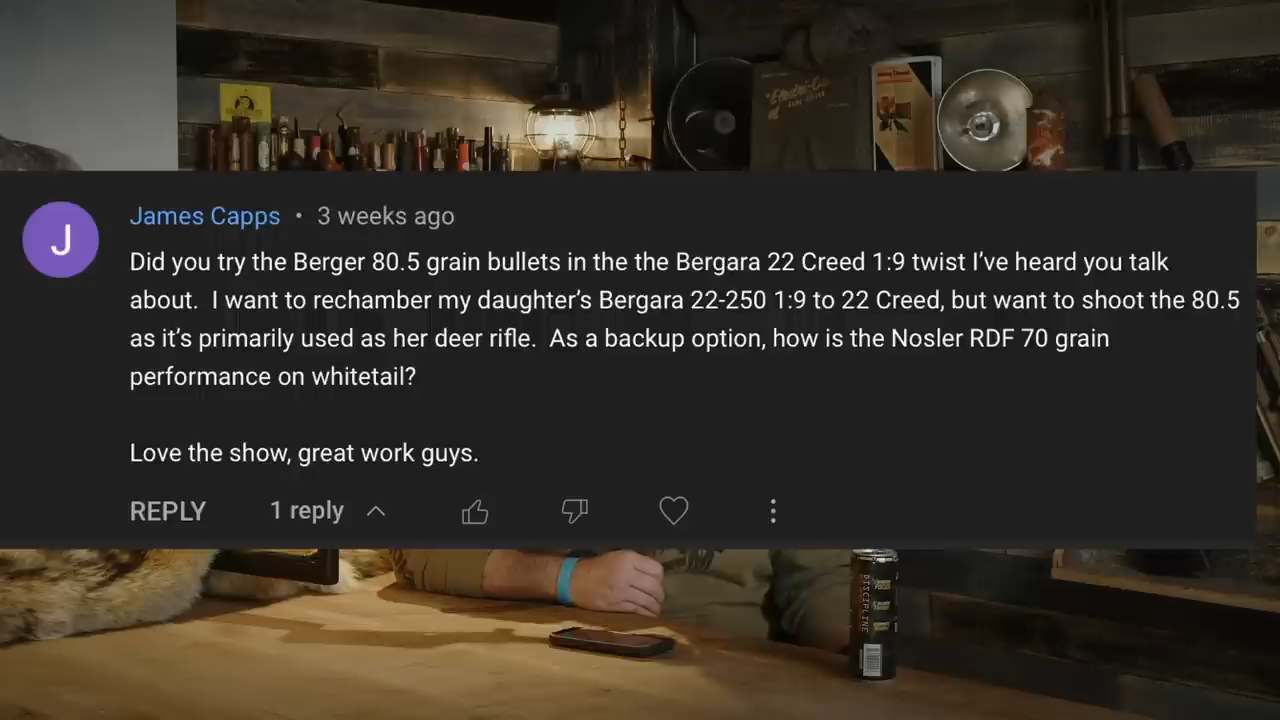 J
James Capps • 3 weeks ago
Did you try the Berger 80.5 grain bullets in the the Bergara 22 Creed 1:9 twist I’ve heard you talk
about.  I want to rechamber my daughter’s Bergara 22-250 1:9 to 22 Creed, but want to shoot the 80.5
as it’s primarily used as her deer rifle.  As a backup option, how is the Nosler RDF 70 grain
performance on whitetail?
Love the show, great work guys.
REPLY 1 reply
DISCIPLINE